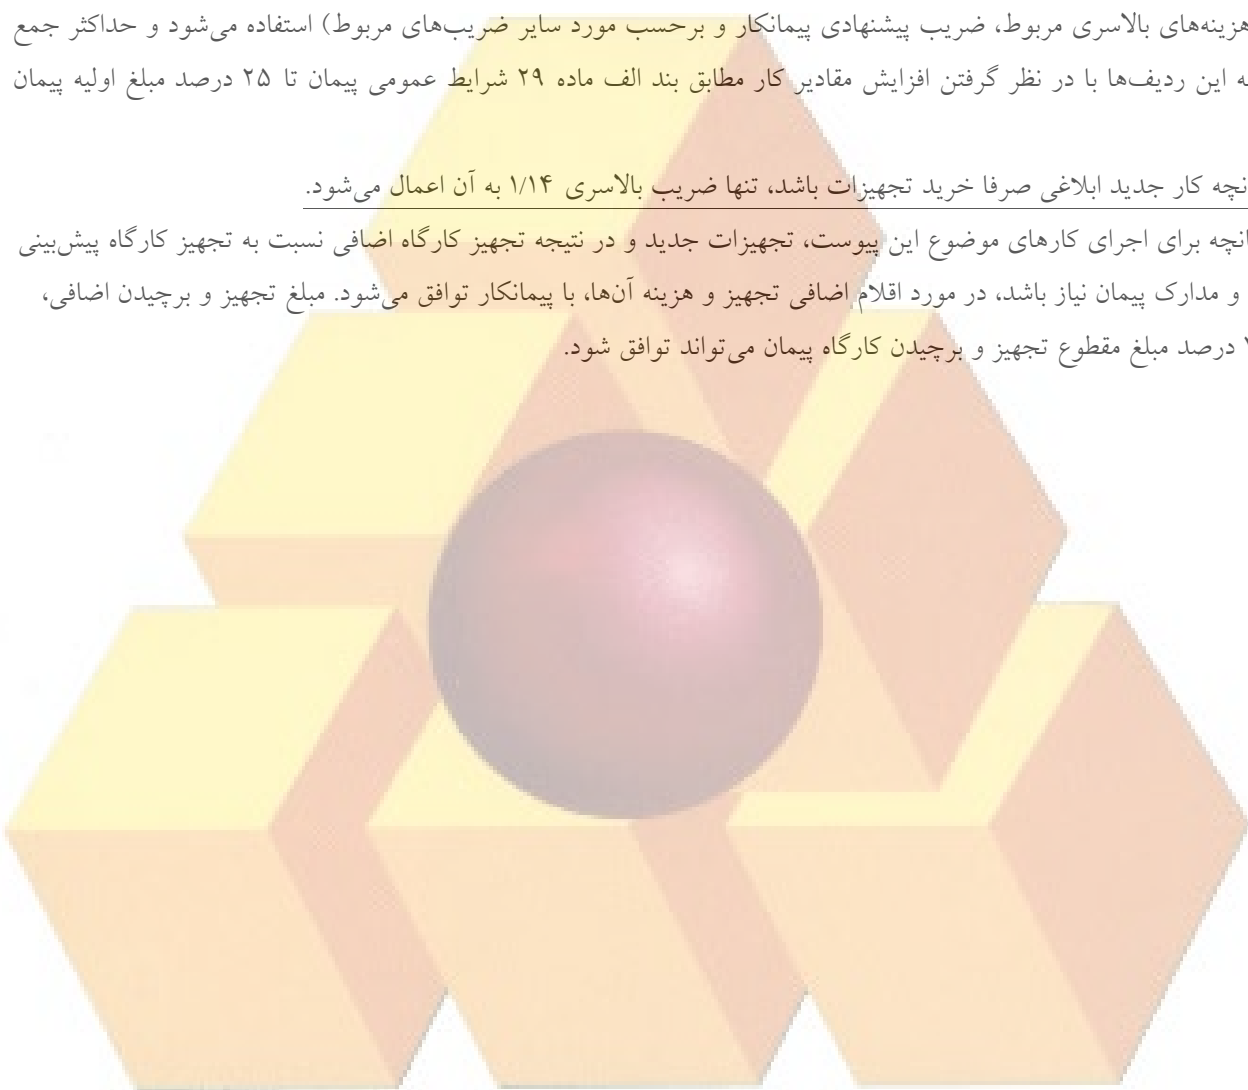 هزینه‌های بالاسری مربوط، ضریب پیشنهادی پیمانکار و برحسب مورد سایر ضریب‌های مربوط) استفاده می‌شود و حداکثر جمع
این ردیف‌ها با در نظر گرفتن افزایش مقادیر کار مطابق بند الف ماده ۲۹ شرایط عمومی پیمان تا ۲۵ درصد مبلغ اولیه پیمان
کار جدید ابلاغی صرفا خرید تجهیزات باشد، تنها ضریب بالاسری ۱/۱۴ به آن اعمال می‌شود.
برای اجرای کارهای موضوع این پیوست، تجهیزات جدید و در نتیجه تجهیز کارگاه اضافی نسبت به تجهیز کارگاه پیش‌بینی
و مدارک پیمان نیاز باشد، در مورد اقلام اضافی تجهیز و هزینه آن‌ها، با پیمانکار توافق می‌شود. مبلغ تجهیز و برچیدن اضافی،
درصد مبلغ مقطوع تجهیز و برچیدن کارگاه پیمان می‌تواند توافق شود.